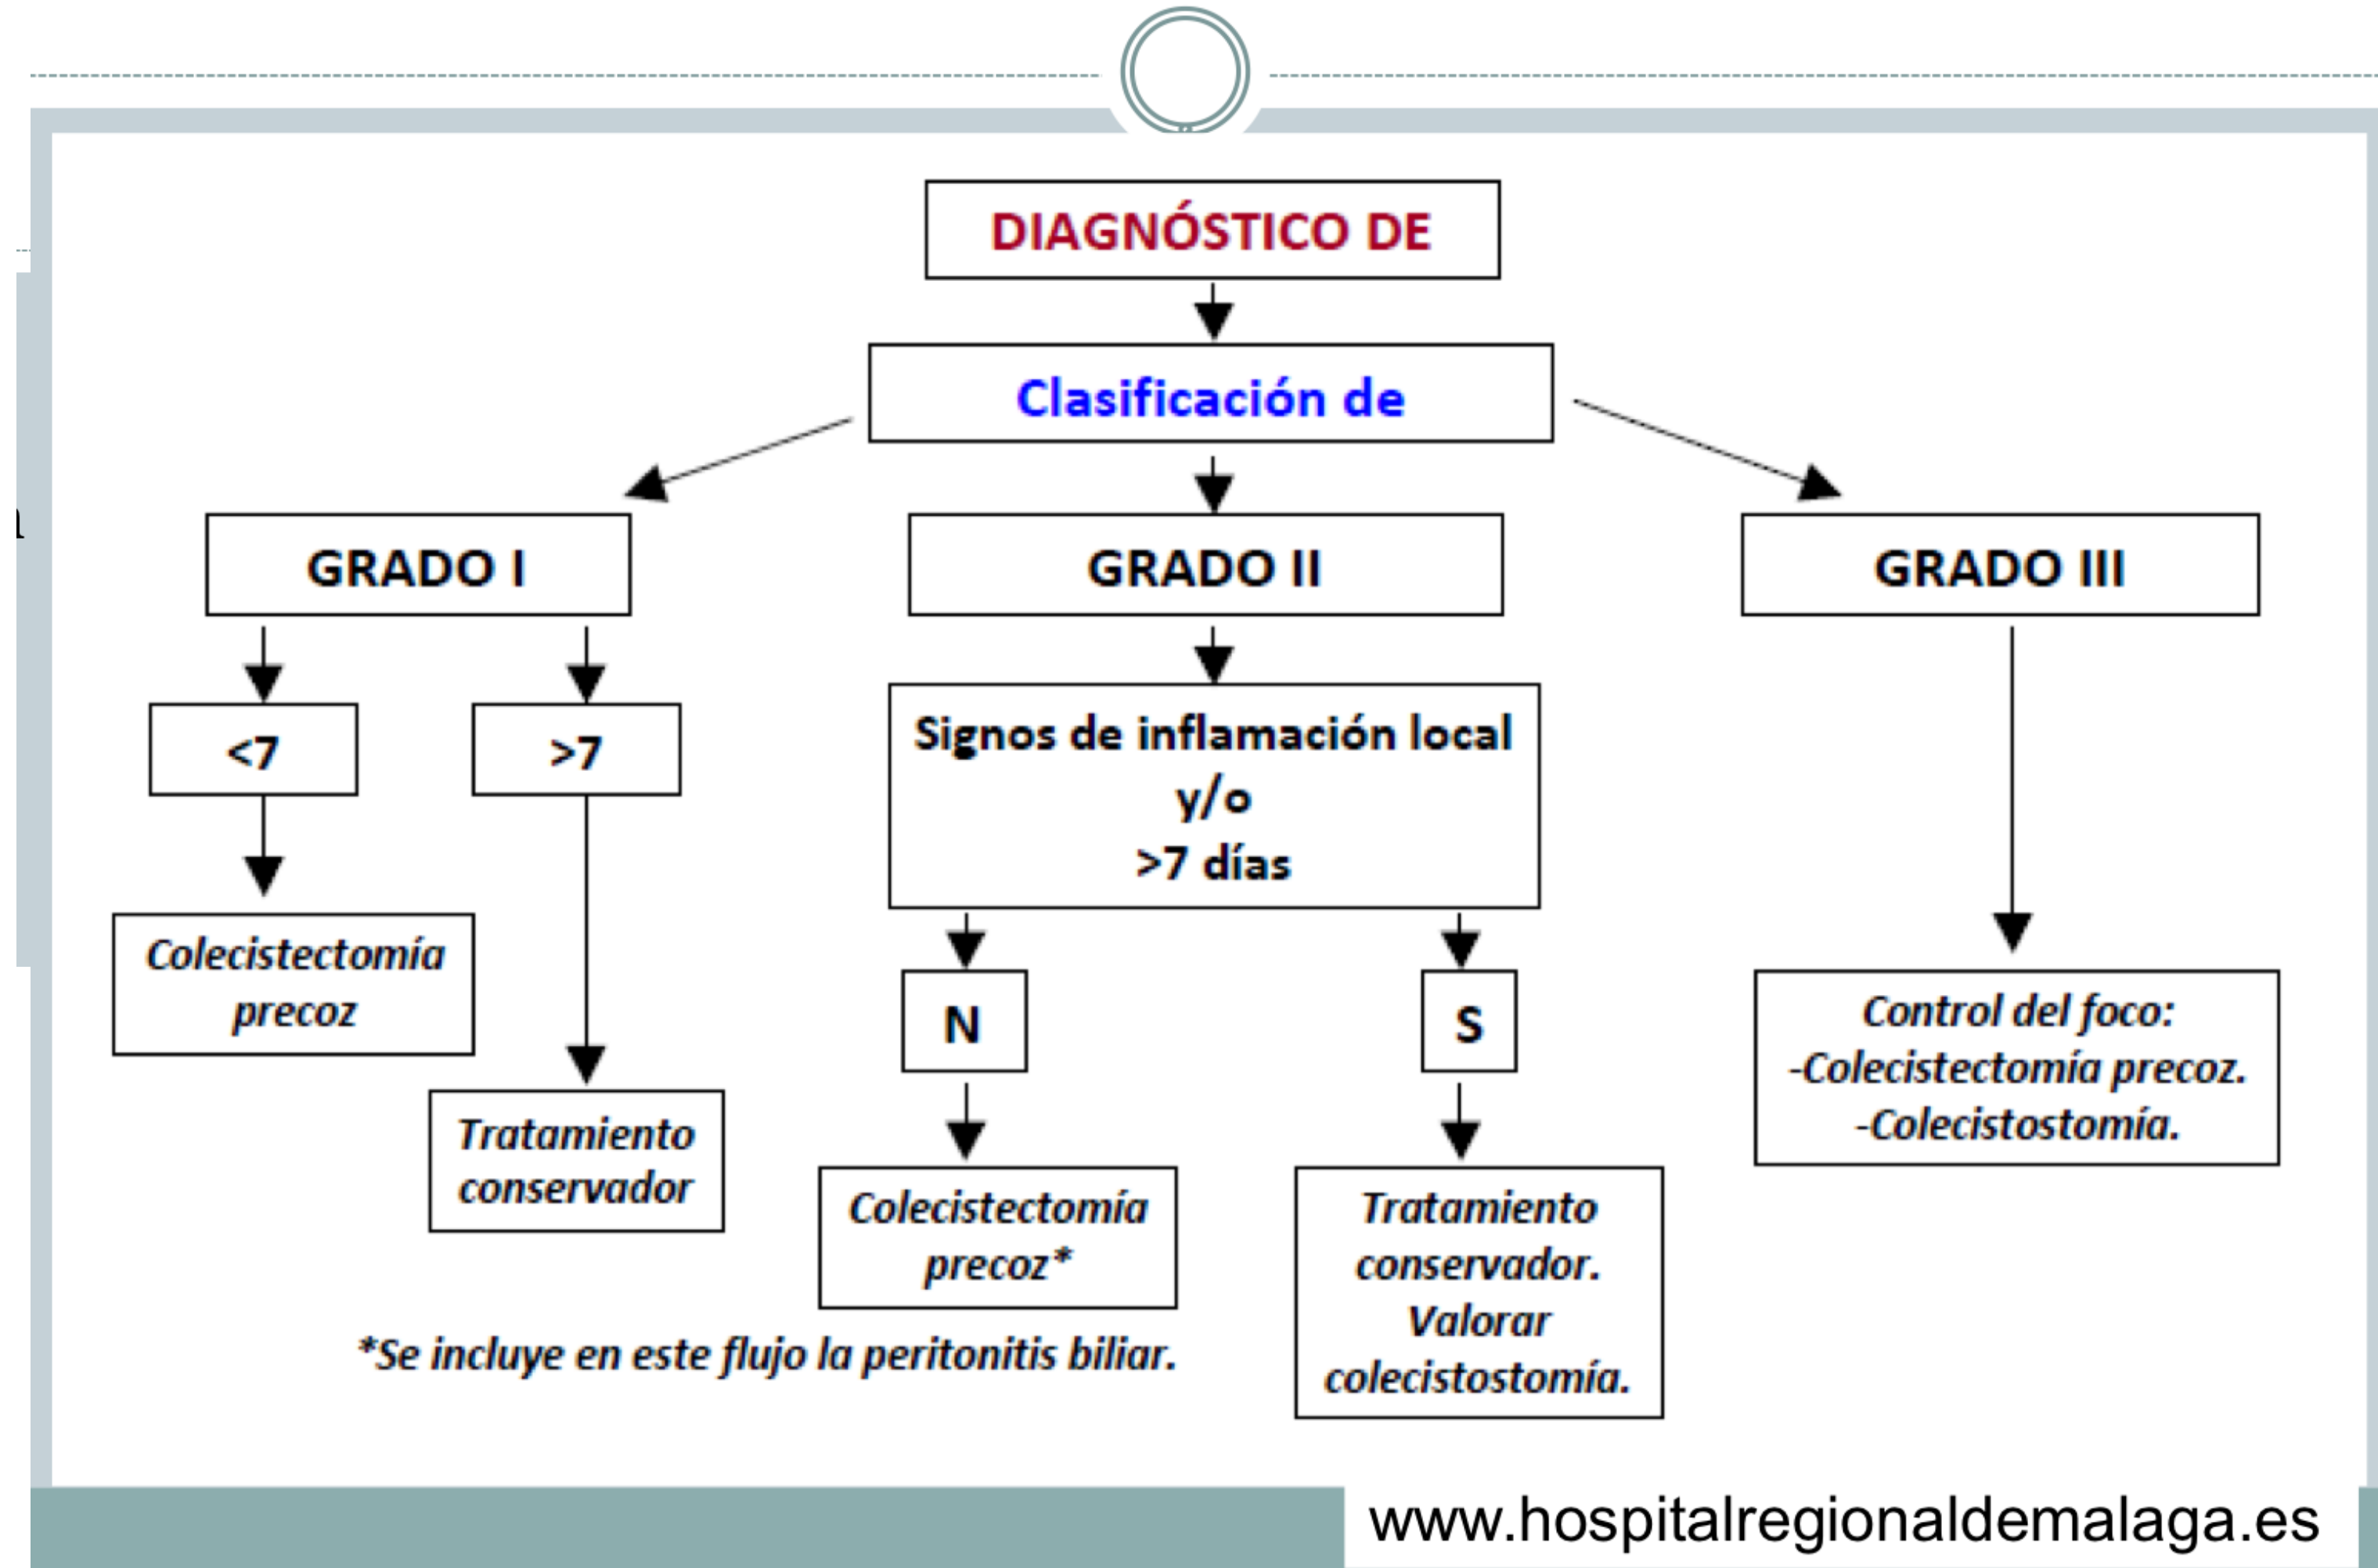 DIAGNÓSTICO DE
Clasificación de
GRADO I
GRADO II
GRADO III
<7
>7
Signos de inflamación local
y/o
>7 días
Colecistectomía
precoz
N
S
Control del foco:
-Colecistectomía precoz.
-Colecistostomía.
Tratamiento
conservador
Colecistectomía
precoz*
Tratamiento
conservador.
Valorar
colecistostomía.
*Se incluye en este flujo la peritonitis biliar.
www.hospitalregionaldemalaga.es